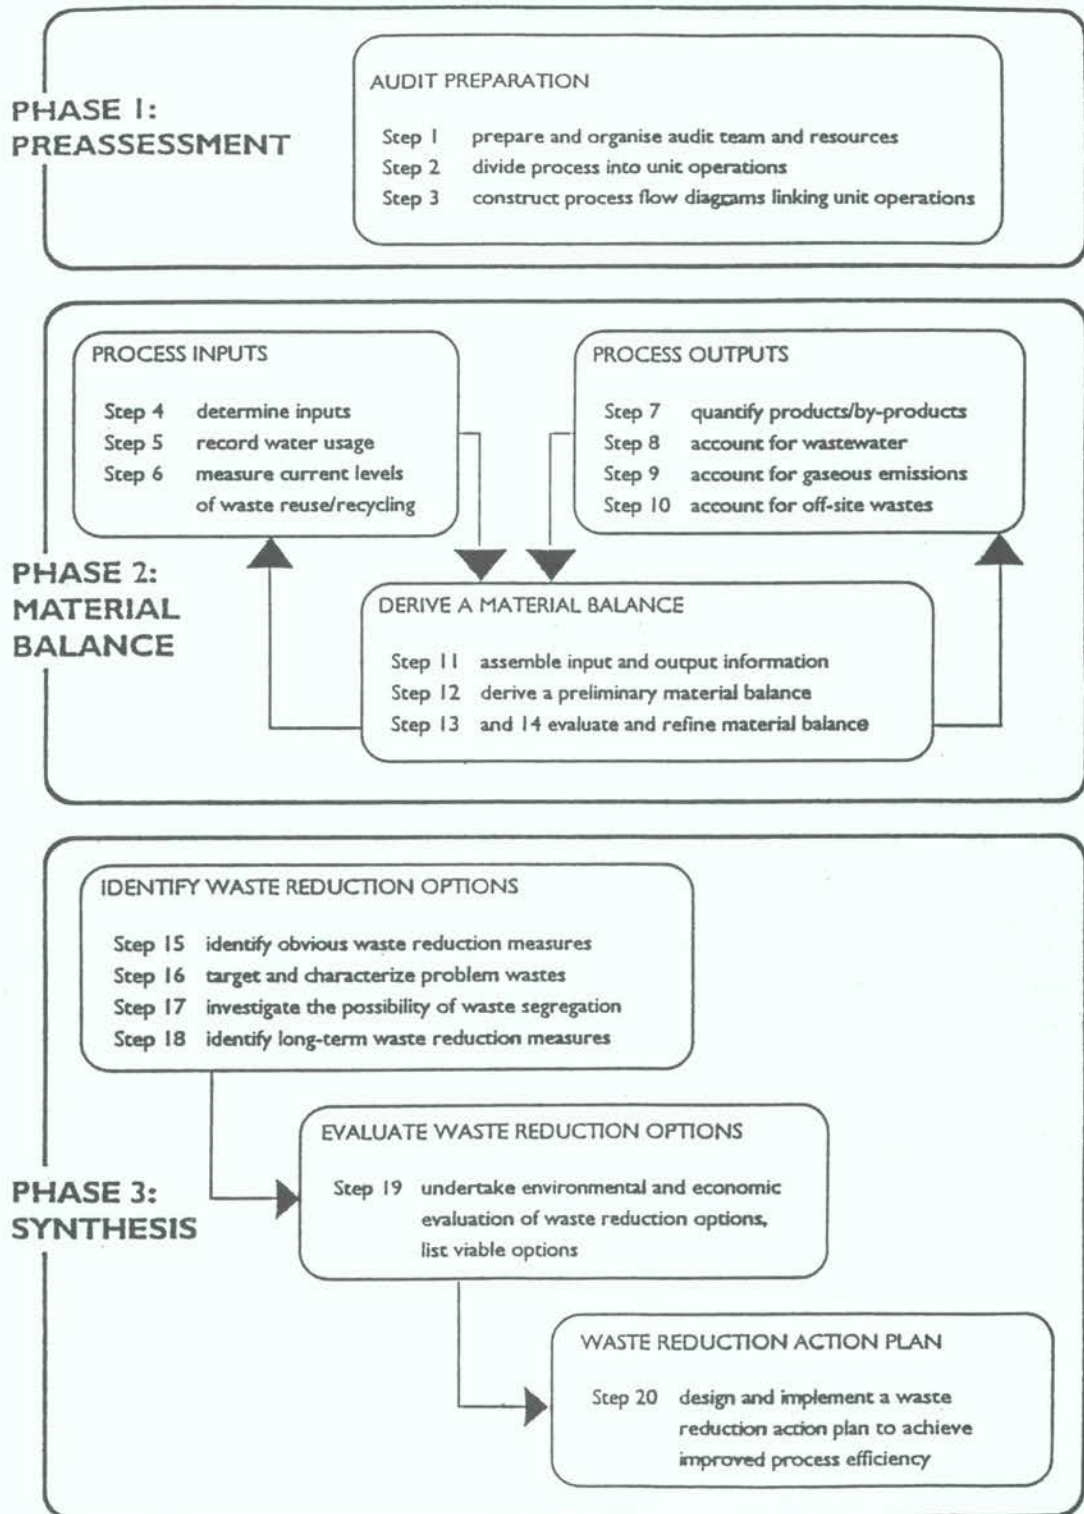 PHASE 1:
PREASSESSMENT
AUDIT PREPARATION
Step 1 prepare and organise audit team and resources
Step 2 divide process into unit operations
Step 3 construct process flow diagrams linking unit operations
PHASE 2:
MATERIAL
BALANCE
PROCESS INPUTS
Step 4 determine inputs
Step 5 record water usage
Step 6 measure current levels
of waste reuse/recycling
PROCESS OUTPUTS
Step 7 quantify products/by-products
Step 8 account for wastewater
Step 9 account for gaseous emissions
Step 10 account for off-site wastes
DERIVE A MATERIAL BALANCE
Step 11 assemble input and output information
Step 12 derive a preliminary material balance
Step 13 and 14 evaluate and refine material balance
PHASE 3:
SYNTHESIS
IDENTIFY WASTE REDUCTION OPTIONS
Step 15 identify obvious waste reduction measures
Step 16 target and characterize problem wastes
Step 17 investigate the possibility of waste segregation
Step 18 identify long-term waste reduction measures
EVALUATE WASTE REDUCTION OPTIONS
Step 19 undertake environmental and economic
evaluation of waste reduction options,
list viable options
WASTE REDUCTION ACTION PLAN
Step 20 design and implement a waste
reduction action plan to achieve
improved process efficiency